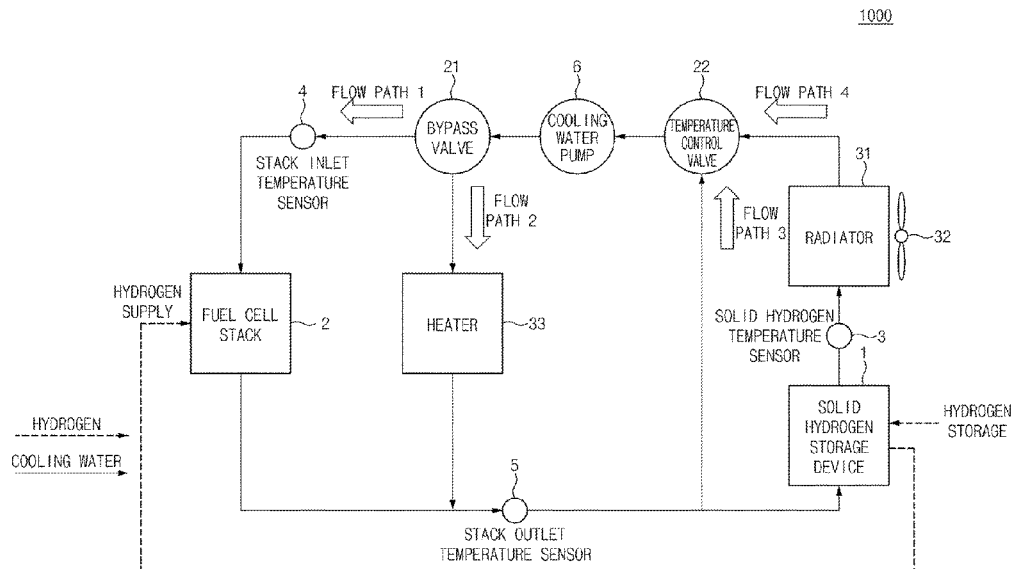 1000
21
6
22
4
FLOW PATH 1
FLOW PATH 4
BYPASS
VALVE
COOLING
WATER
PUMP
TEMPERATURE
CONTROL
VALVE
31
STACK INLET
TEMPERATURE
SENSOR
FLOW
PATH 2
FLOW
PATH 3
RADIATOR
32
HYDROGEN
SUPPLY
FUEL CELL
STACK
2
HEATER
33
SOLID HYDROGEN
TEMPERATURE
SENSOR
3
1
HYDROGEN
COOLING WATER
SOLID
HYDROGEN
STORAGE
DEVICE
HYDROGEN
STORAGE
5
STACK OUTLET
TEMPERATURE SENSOR